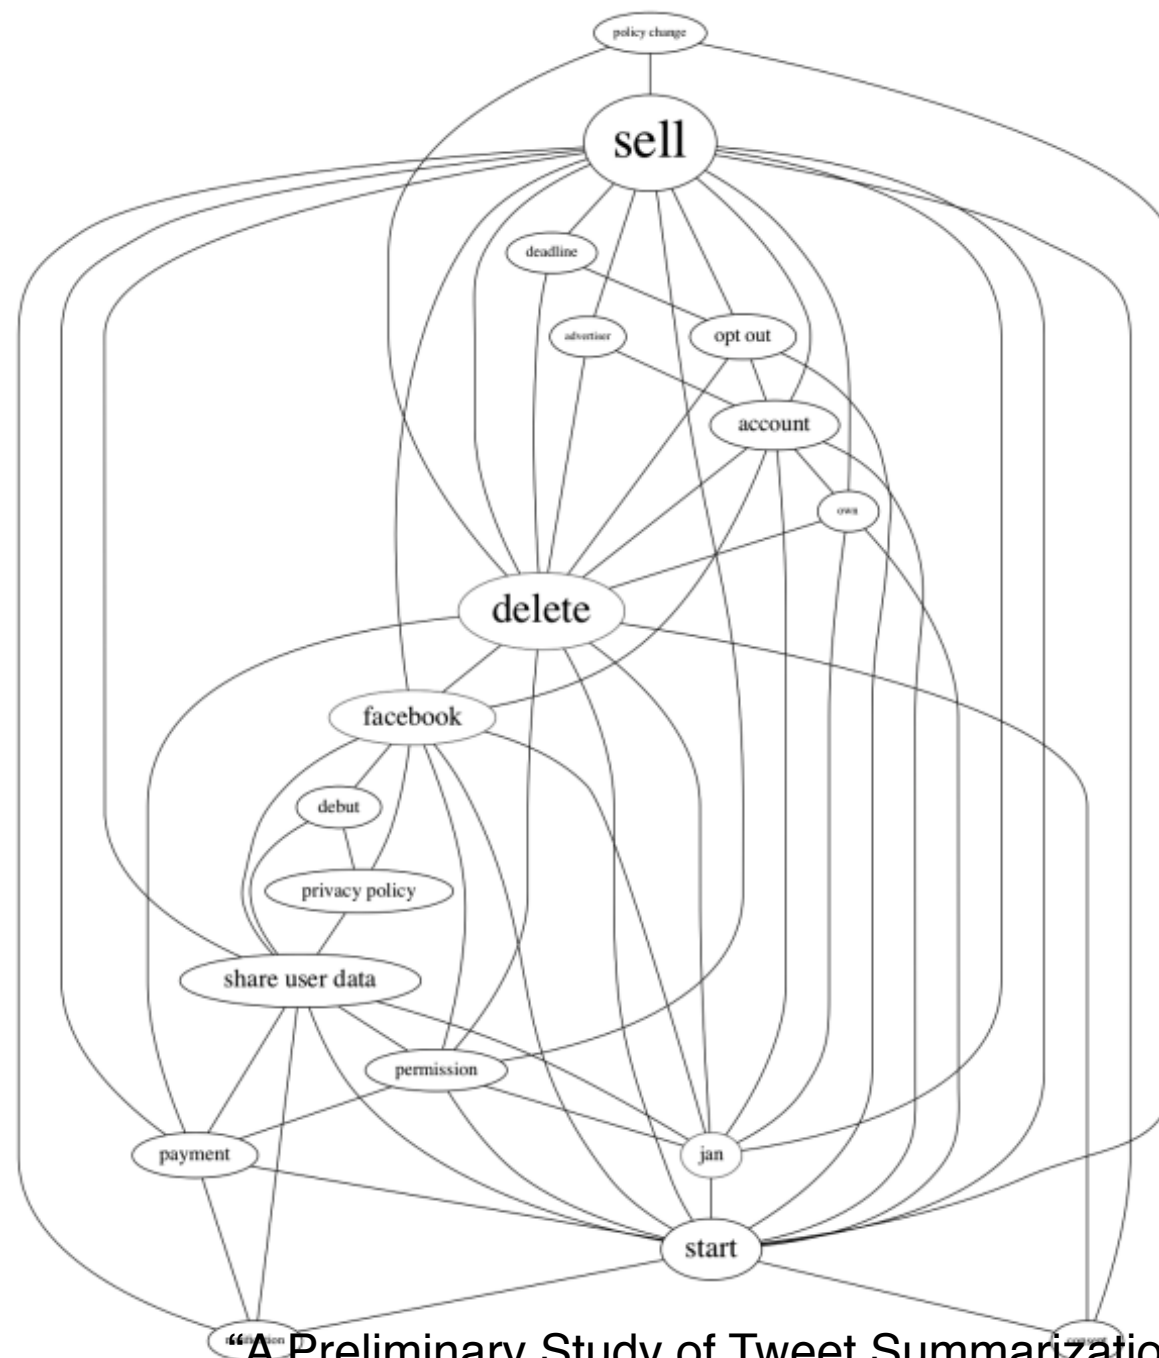 policy change
sell
deadline
advertiser
opt out
account
own
delete
facebook
debut
privacy policy
share user data
permission
payment
jan
start
consent
“A Preliminary Study of Tweet Summarizatio